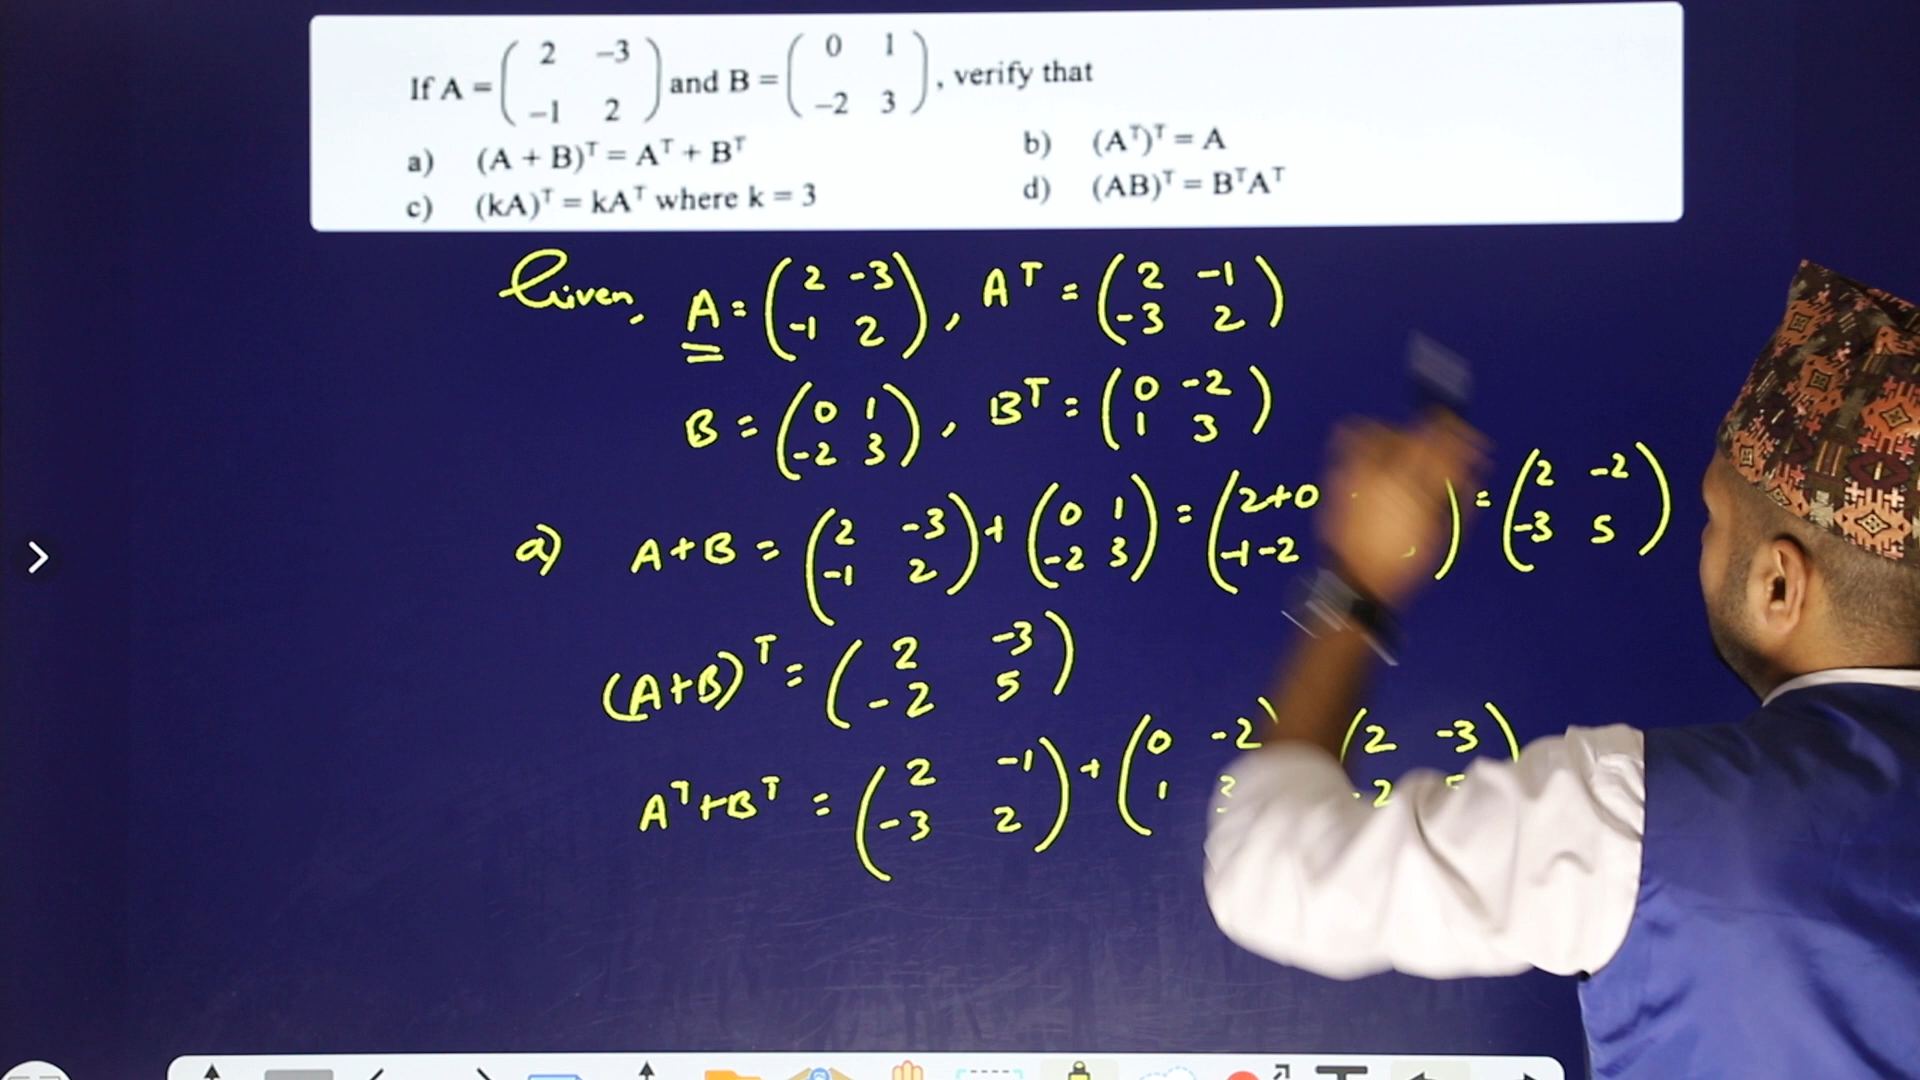 If A = ( 2 −3 −1 2 ) and B = ( 0 1 −2 3 ), verify that
a) (A + B)ᵀ = Aᵀ + Bᵀ b) (Aᵀ)ᵀ = A
c) (kA)ᵀ = kAᵀ where k = 3 d) (AB)ᵀ = BᵀAᵀ
Given, A = ( 2 -3 -1 2 ), Aᵀ = ( 2 -1 -3 2 )
B = ( 0 1 -2 3 ), Bᵀ = ( 0 -2 1 3 )
a) A+B = ( 2 -3 -1 2 ) + ( 0 1 -2 3 ) = ( 2+0 -1-2 ) = ( 2 -2 -3 5 )
(A+B)ᵀ = ( 2 -3 -2 5 )
Aᵀ+Bᵀ = ( 2 -1 -3 2 ) + ( 0 -2 1 ) ( 2 -3 2 )